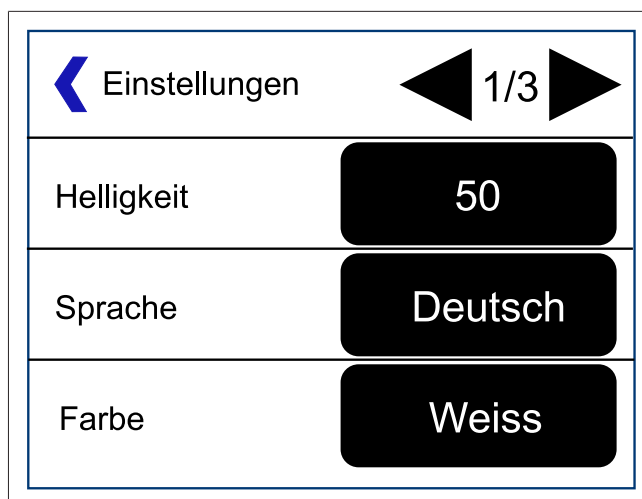 Einstellungen 1/3
Helligkeit 50
Sprache Deutsch
Farbe Weiss